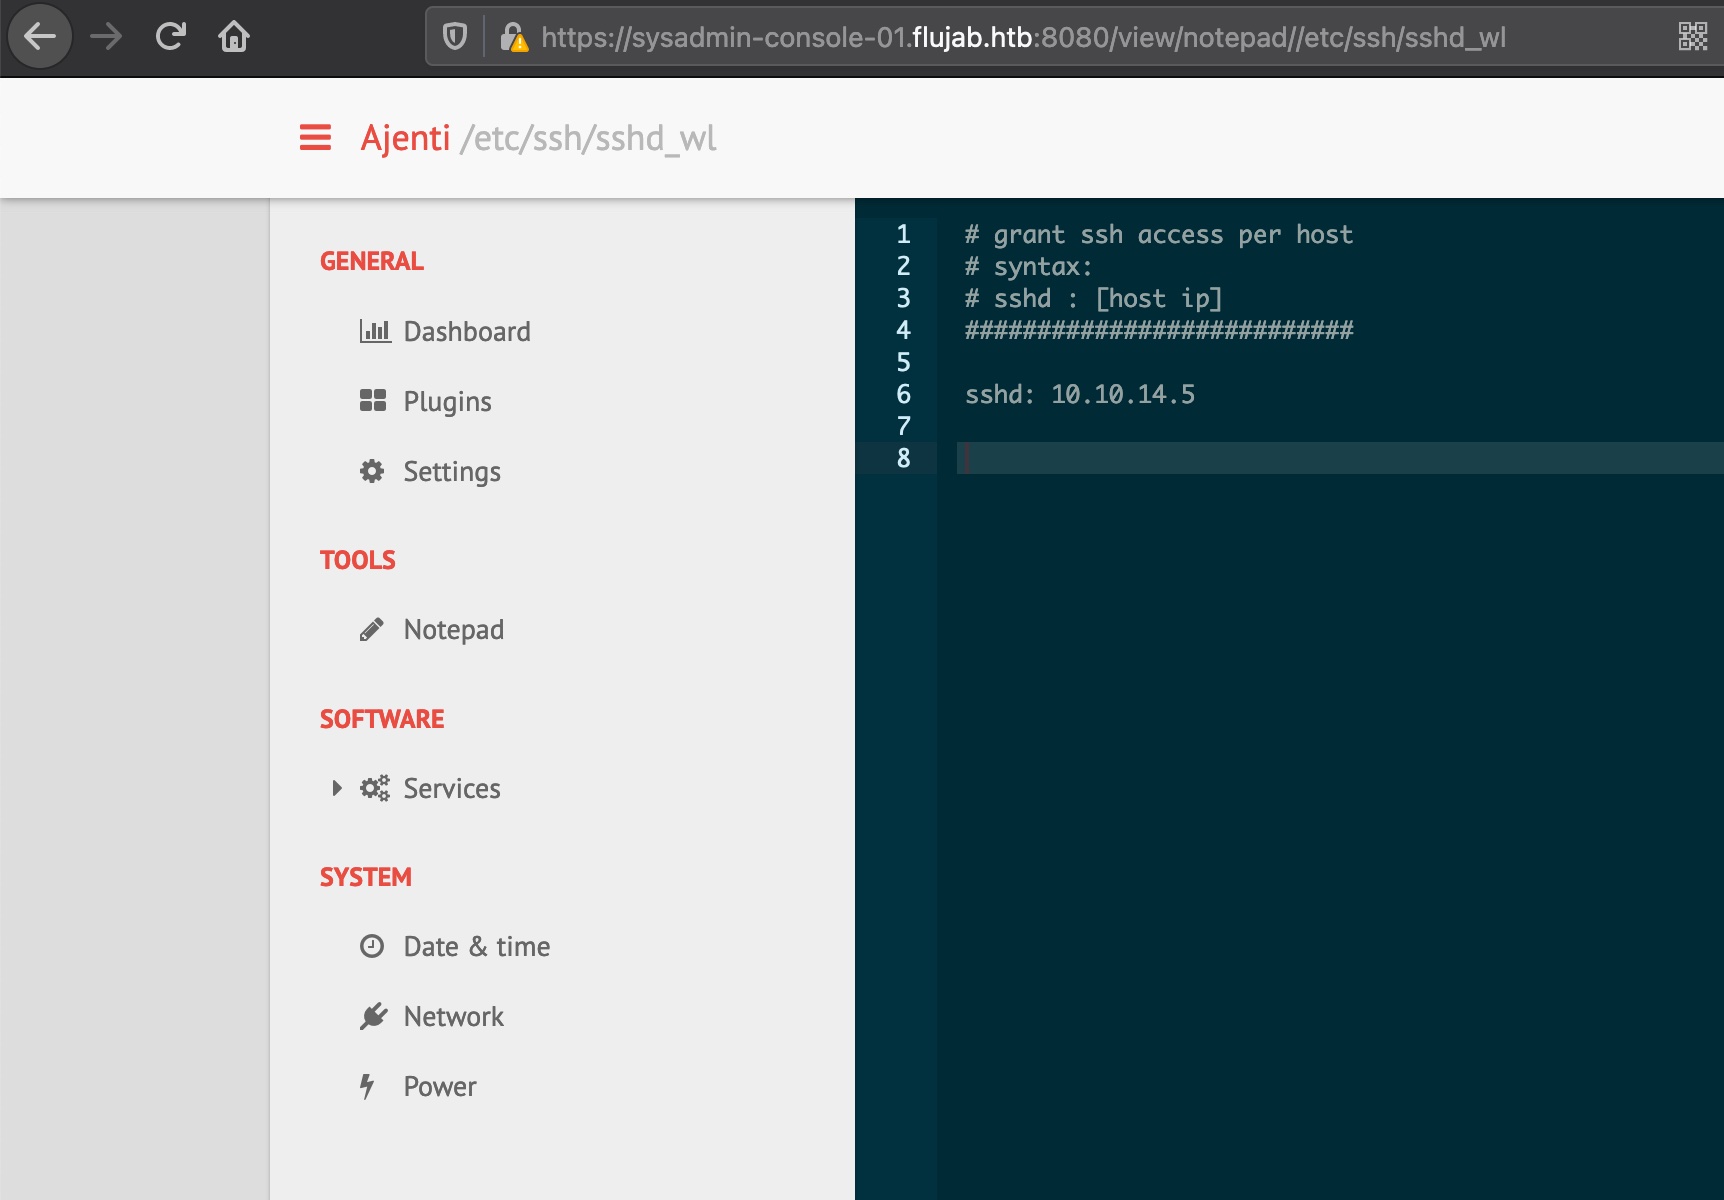 https://sysadmin-console-01.flujab.htb:8080/view/notepad//etc/ssh/sshd_wl
Ajenti /etc/ssh/sshd_wl
GENERAL
Dashboard
Plugins
Settings
TOOLS
Notepad
SOFTWARE
Services
SYSTEM
Date & time
Network
Power
1 # grant ssh access per host
2 # syntax:
3 # sshd : [host ip]
4 ###########################
5
6 sshd: 10.10.14.5
7
8